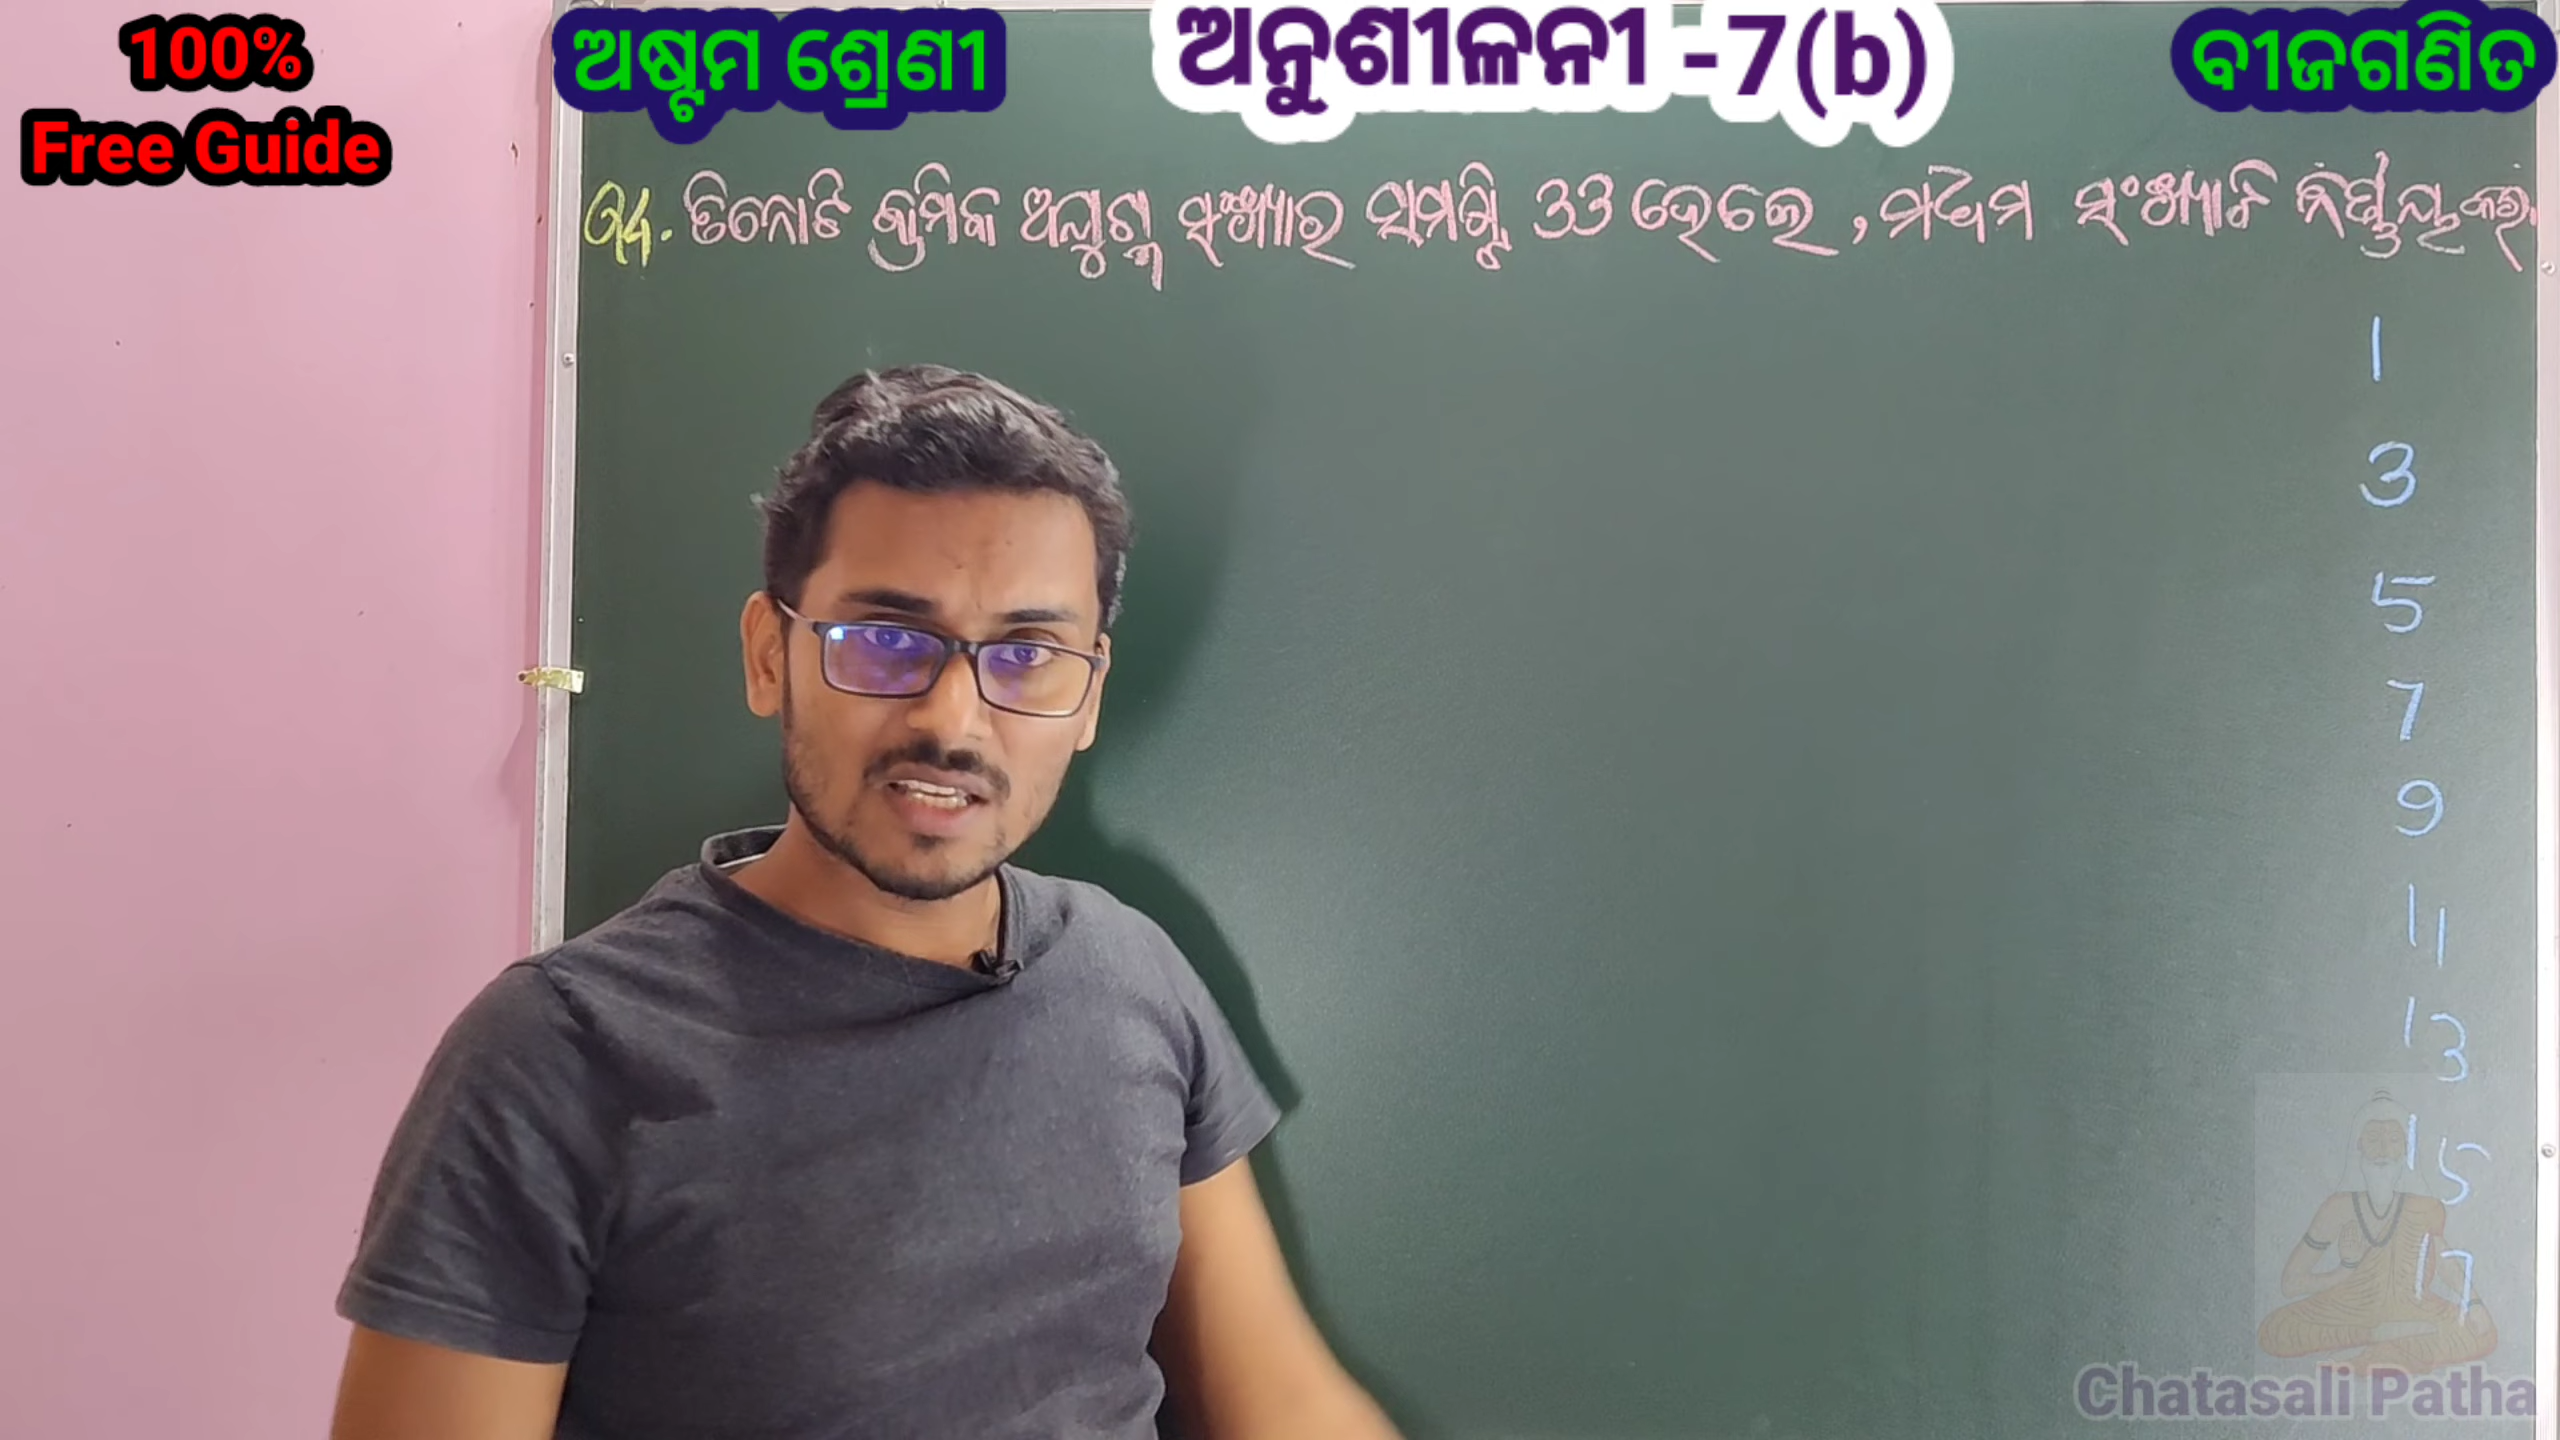 100%
Free Guide
ଅଷ୍ଟମ ଶ୍ରେଣୀ
ଅନୁଶୀଳନୀ -7(b)
ବୀଜଗଣିତ
Q4. ତିନୋଟି କ୍ରମିକ ଅଯୁଗ୍ମ ସଂଖ୍ୟାର ସମଷ୍ଟି 33 ହେଲେ, ମଧ୍ୟମ ସଂଖ୍ୟାଟି ନିର୍ଣ୍ଣୟ କର.
1
3
5
7
9
11
13
15
17
Chatasali Patha